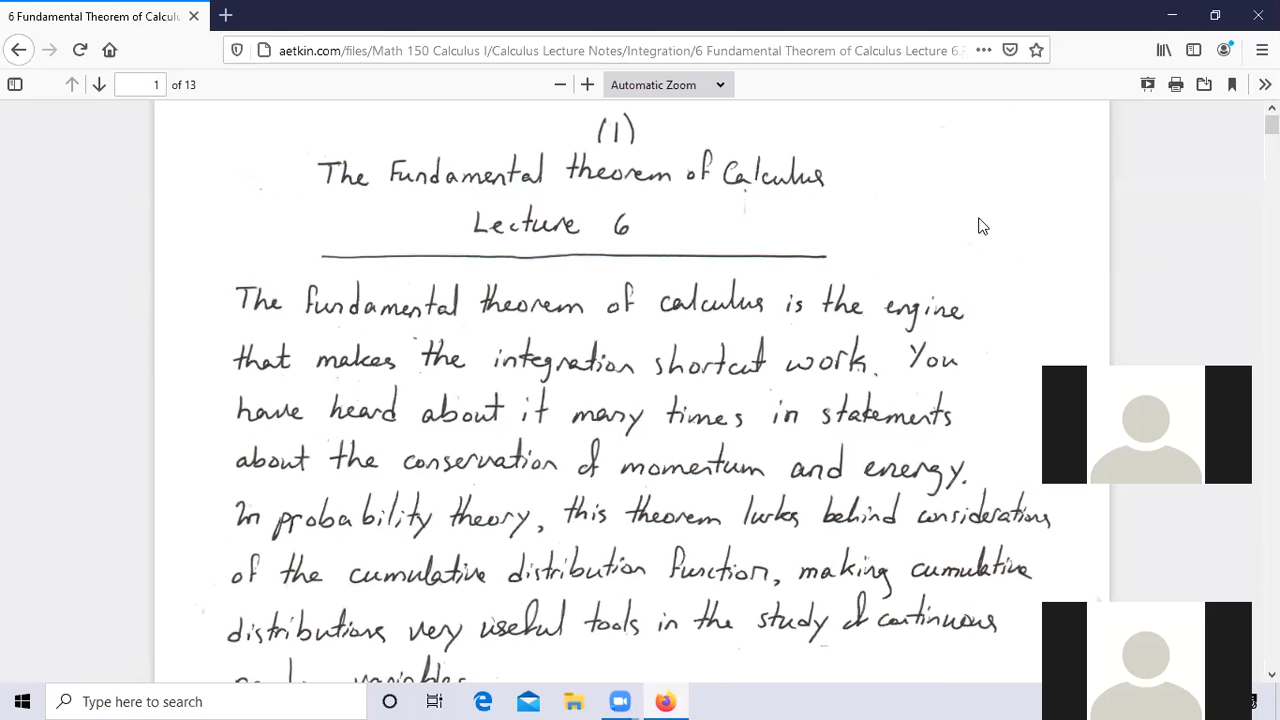 6 Fundamental Theorem of Calculu
aetkin.com/files/Math 150 Calculus I/Calculus Lecture Notes/Integration/6 Fundamental Theorem of Calculus Lecture 6.
1 of 13
Automatic Zoom
(1)
The Fundamental theorem of Calculus
Lecture 6
The fundamental theorem of calculus is the engine
that makes the integration shortcut work. You
have heard about it many times in statements
about the conservation of momentum and energy.
In probability theory, this theorem lurks behind considerations
of the cumulative distribution function, making cumulative
distributions very useful tools in the study of continuous
variables
Type here to search